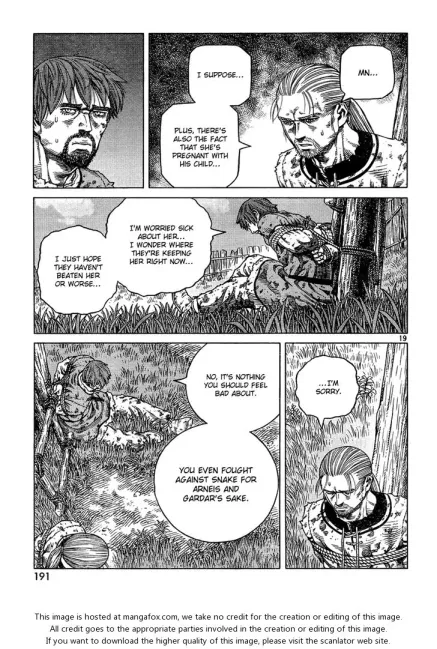 I SUPPOSE...
MN...
PLUS, THERE'S
ALSO THE
FACT THAT
SHE'S
PREGNANT WITH
HIS CHILD...
I'M
WORRIED SICK
ABOUT HER...
I WONDER WHERE
THEY'RE KEEPING
HER RIGHT NOW...
I JUST HOPE
THEY HAVEN'T
BEATEN HER
OR WORSE...
19
NO, IT'S NOTHING
YOU SHOULD FEEL
BAD ABOUT.
...I'M
SORRY.
YOU EVEN FOUGHT
AGAINST SNAKE FOR
ARNEIS AND
GARDAR'S SAKE.
191
This image is hosted at mangafox.com, we take no credit for the creation or editing of this image.
All credit goes to the appropriate parties involved in the creation or editing of this image.
If you want to download the higher quality of this image, please visit the scanlator web site.